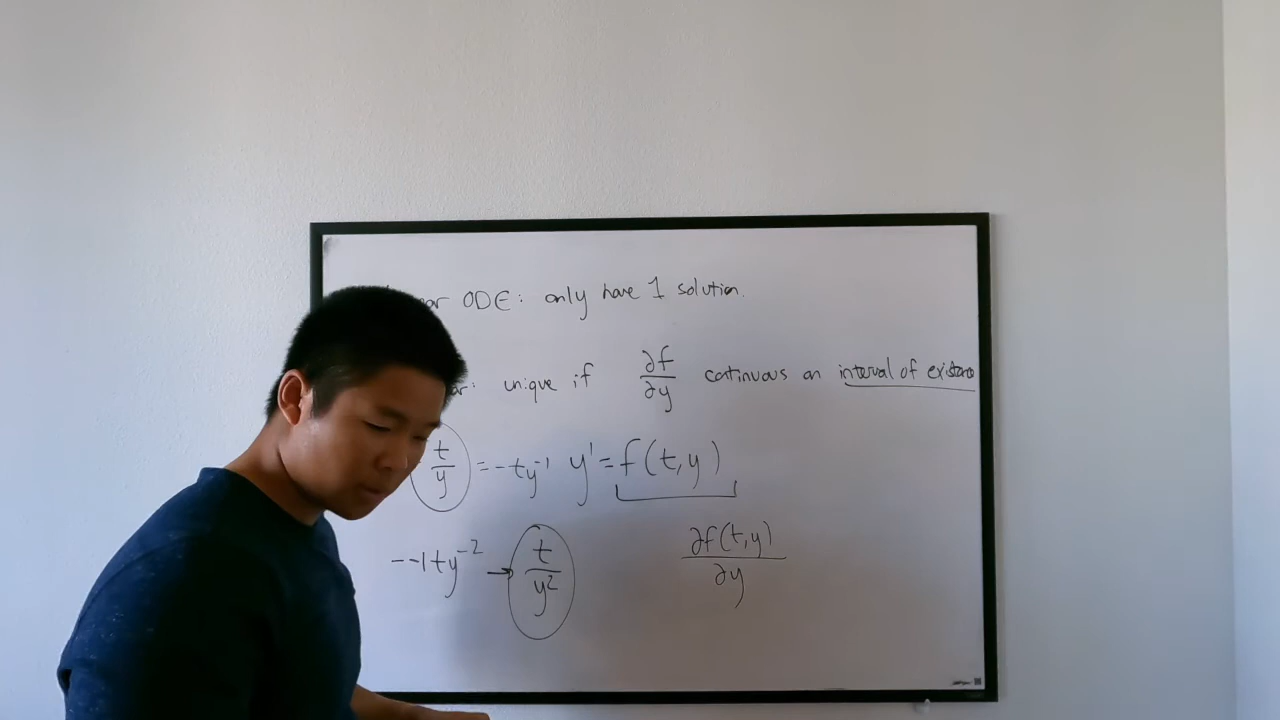 ODE: only have 1 solution.
unique if ∂f/∂y continuous on interval of existence
t/y = -ty⁻¹ y' = f(t,y)
--1ty⁻² → t/y² ∂f(t,y)/∂y